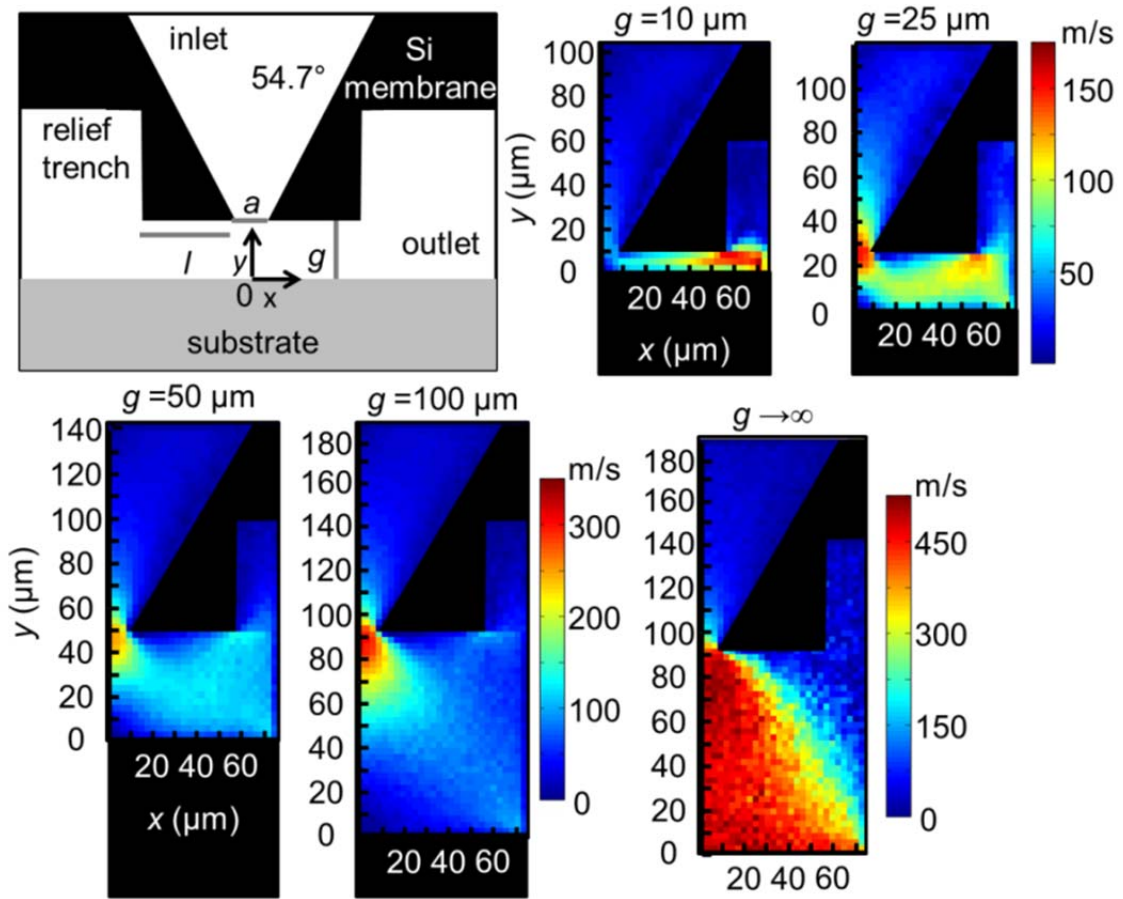 inlet
54.7°
Si
membrane
relief
trench
a
l
y
g
outlet
0 x
substrate
g =10 µm
100
80
60
40
20
0
y (µm)
20 40 60
x (µm)
g =25 µm
100
80
60
40
20
0
20 40 60
m/s
150
100
50
g =50 µm
140
120
100
80
60
40
20
0
y (µm)
20 40 60
x (µm)
g =100 µm
180
160
140
120
100
80
60
40
20
0
20 40 60
m/s
300
200
100
0
g →∞
180
160
140
120
100
80
60
40
20
0
20 40 60
m/s
450
300
150
0